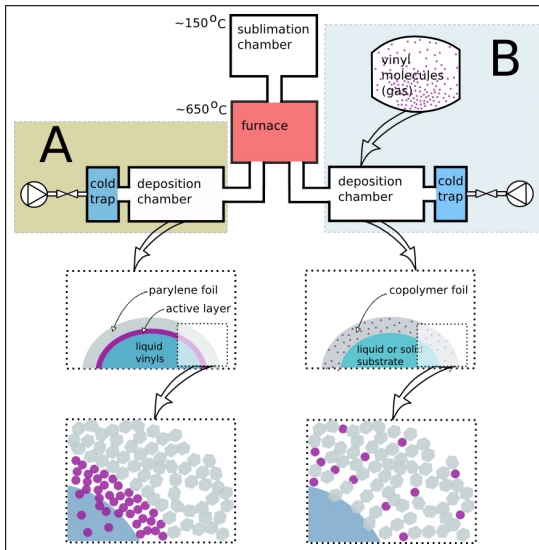 ~150°C
sublimation
chamber
~650°C
furnace
A
B
vinyl
molecules
(gas)
cold
trap
deposition
chamber
deposition
chamber
cold
trap
parylene foil
active layer
liquid
vinyls
copolymer foil
liquid or solid
substrate